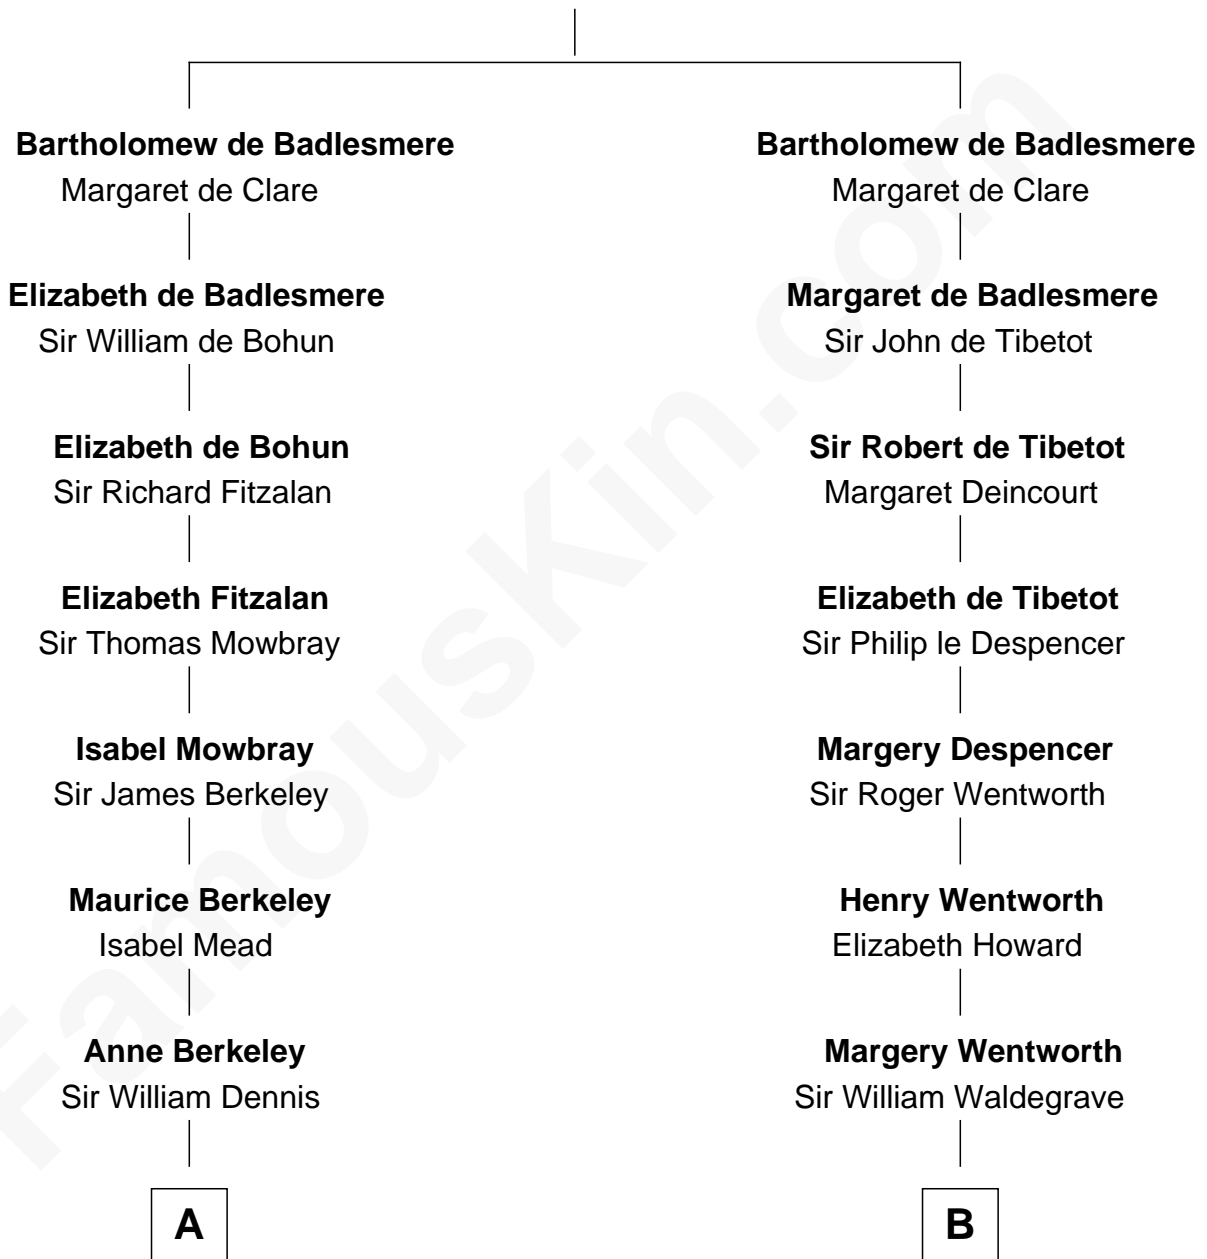 Bartholomew de Badlesmere
Margaret de Clare
Elizabeth de Badlesmere
Sir William de Bohun
Elizabeth de Bohun
Sir Richard Fitzalan
Elizabeth Fitzalan
Sir Thomas Mowbray
Isabel Mowbray
Sir James Berkeley
Maurice Berkeley
Isabel Mead
Anne Berkeley
Sir William Dennis
A
Bartholomew de Badlesmere
Margaret de Clare
Margaret de Badlesmere
Sir John de Tibetot
Sir Robert de Tibetot
Margaret Deincourt
Elizabeth de Tibetot
Sir Philip le Despencer
Margery Despencer
Sir Roger Wentworth
Henry Wentworth
Elizabeth Howard
Margery Wentworth
Sir William Waldegrave
B
FamousKin.com